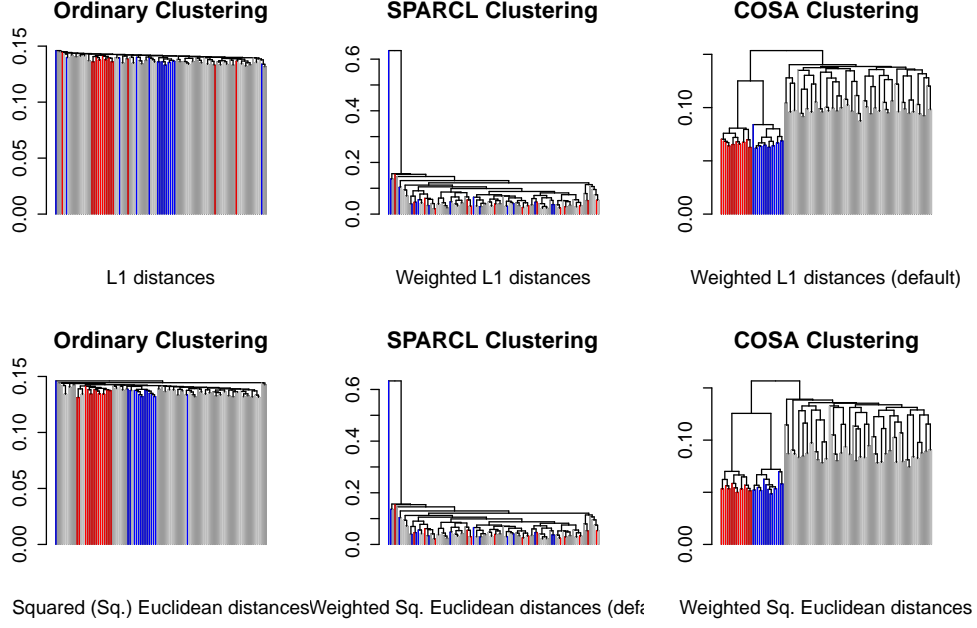 Ordinary Clustering
SPARCL Clustering
COSA Clustering
0.15
0.10
0.05
0.00
0.6
0.4
0.2
0.0
0.10
0.00
L1 distances
Weighted L1 distances
Weighted L1 distances (default)
Ordinary Clustering
SPARCL Clustering
COSA Clustering
0.15
0.10
0.05
0.00
0.6
0.4
0.2
0.0
0.10
0.00
Squared (Sq.) Euclidean distances
Weighted Sq. Euclidean distances (defa
Weighted Sq. Euclidean distances